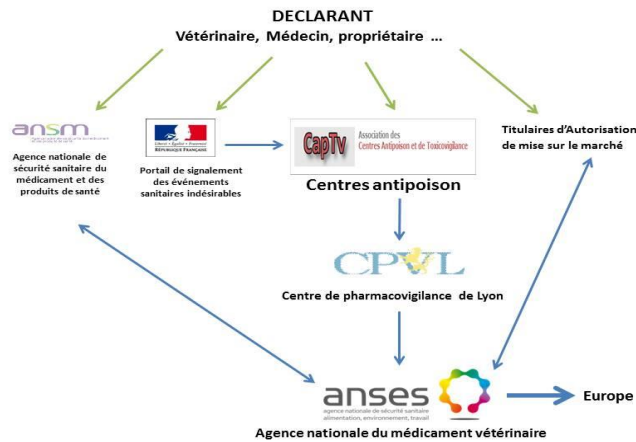 DECLARANT
Vétérinaire, Médecin, propriétaire ...
ansm
Agence nationale de
sécurité sanitaire du
médicament et des
produits de santé
Liberté • Égalité • Fraternité
RÉPUBLIQUE FRANÇAISE
Portail de signalement
des événements
sanitaires indésirables
CapTv
Association des
Centres Antipoison et de Toxicovigilance
Centres antipoison
Titulaires d'Autorisation
de mise sur le marché
CPVL
Centre de pharmacovigilance de Lyon
anses
agence nationale de sécurité sanitaire
alimentation, environnement, travail
Europe
Agence nationale du médicament vétérinaire